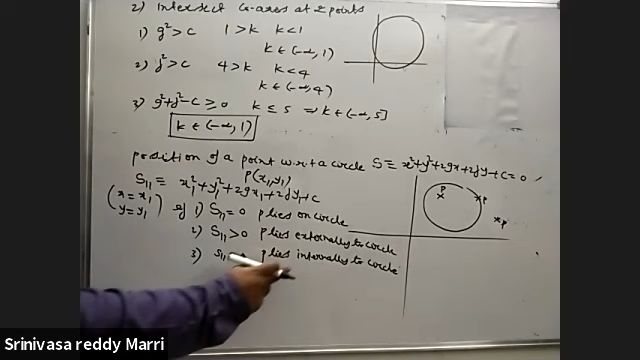 2) Intersect co-axes at 2 points
1) g² > c 1 > k k < 1
k ∈ (-∞, 1)
2) f² > c 4 > k k < 4
k ∈ (-∞, 4)
3) g²+f²-c ≥ 0 k ≤ 5 ⇒ k ∈ (-∞, 5]
k ∈ (-∞, 1)
position of a point w.r.t a circle S ≡ x²+y²+2gx+2fy+c=0
P(x₁,y₁)
S₁₁ ≡ x₁²+y₁²+2gx₁+2fy₁+c
(x = x₁
y = y₁)
if 1) S₁₁ = 0 p lies on circle
2) S₁₁ > 0 p lies externally to circle
3) S₁₁ p lies internally to circle
P
P
P
Srinivasa reddy Marri